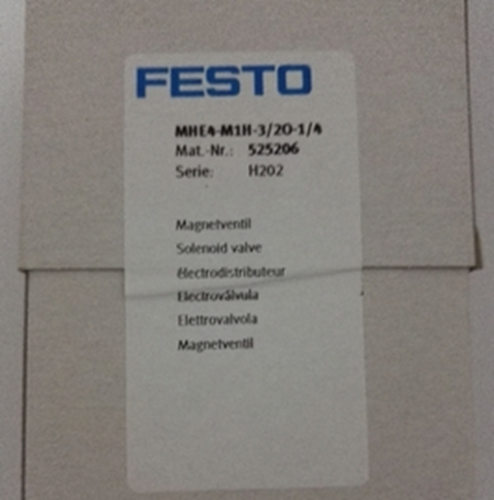 FESTO
MHE4-M1H-3/2O-1/4
Mat.-Nr.: 525206
Serie: H202
Magnetventil
Solenoid valve
électrodistributeur
Electroválvula
Elettrovalvola
Magnetventil